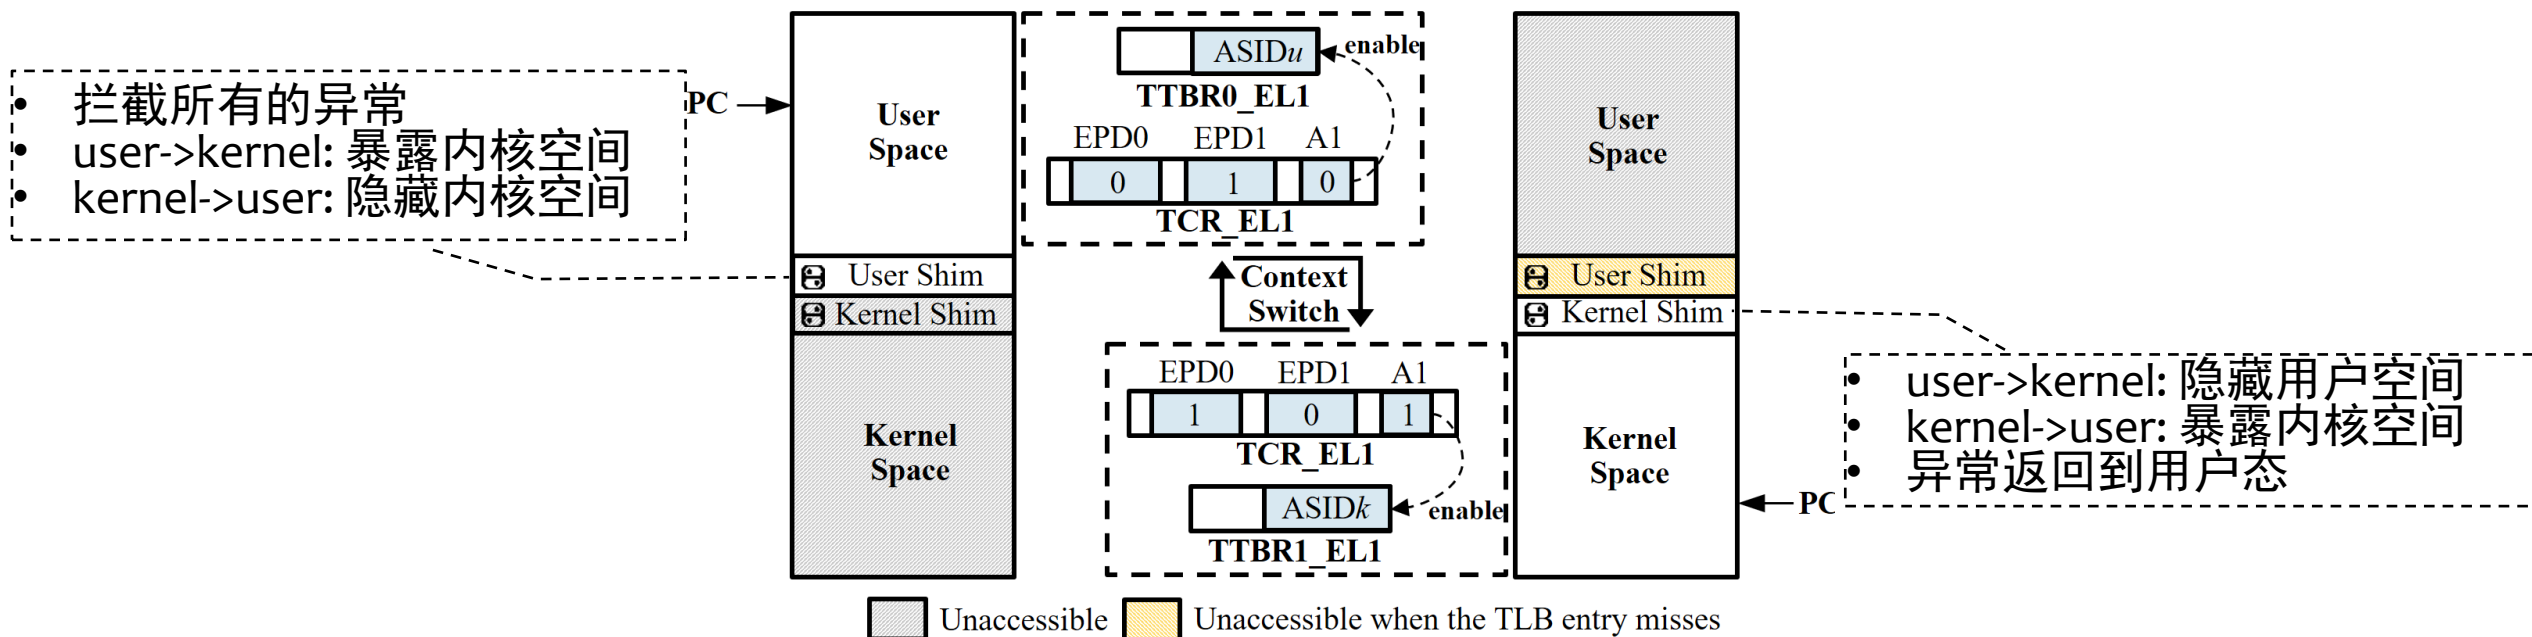 • 拦截所有的异常
• user->kernel: 暴露内核空间
• kernel->user: 隐藏内核空间
PC
User
Space
User Shim
Kernel Shim
Kernel
Space
ASIDu
enable
TTBR0_EL1
EPD0 EPD1 A1
0 1 0
TCR_EL1
Context
Switch
EPD0 EPD1 A1
1 0 1
TCR_EL1
ASIDk
enable
TTBR1_EL1
User
Space
User Shim
Kernel Shim
Kernel
Space
PC
• user->kernel: 隐藏用户空间
• kernel->user: 暴露内核空间
• 异常返回到用户态
Unaccessible
Unaccessible when the TLB entry misses